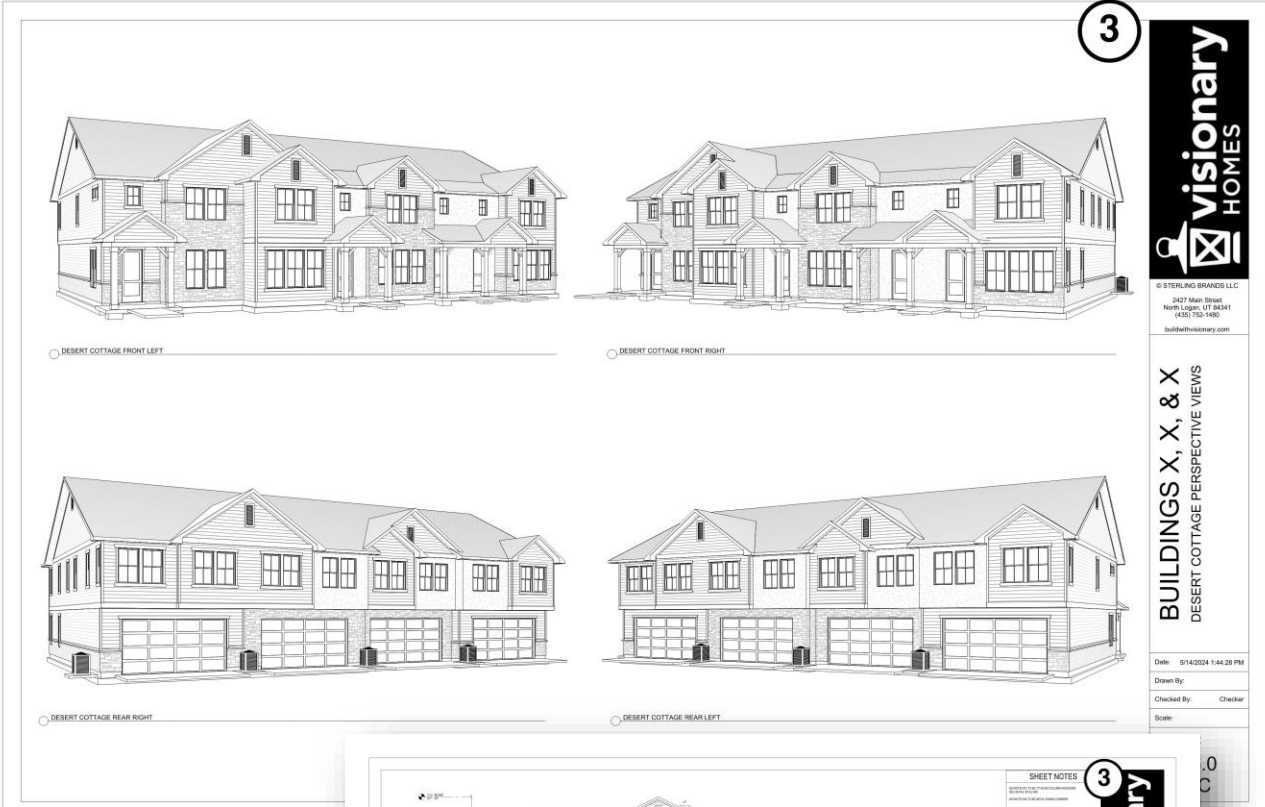 3
visionary
HOMES
© STERLING BRANDS LLC
2427 Main Street
North Logan, UT 84341
(435) 752-1480
buildwithvisionary.com
DESERT COTTAGE FRONT LEFT
DESERT COTTAGE FRONT RIGHT
BUILDINGS X, X, & X
DESERT COTTAGE PERSPECTIVE VIEWS
Date: 5/14/2024 1:44:28 PM
Drawn By:
Checked By: Checker
Scale:
DESERT COTTAGE REAR RIGHT
DESERT COTTAGE REAR LEFT
.0
C
SHEET NOTES
3
ary